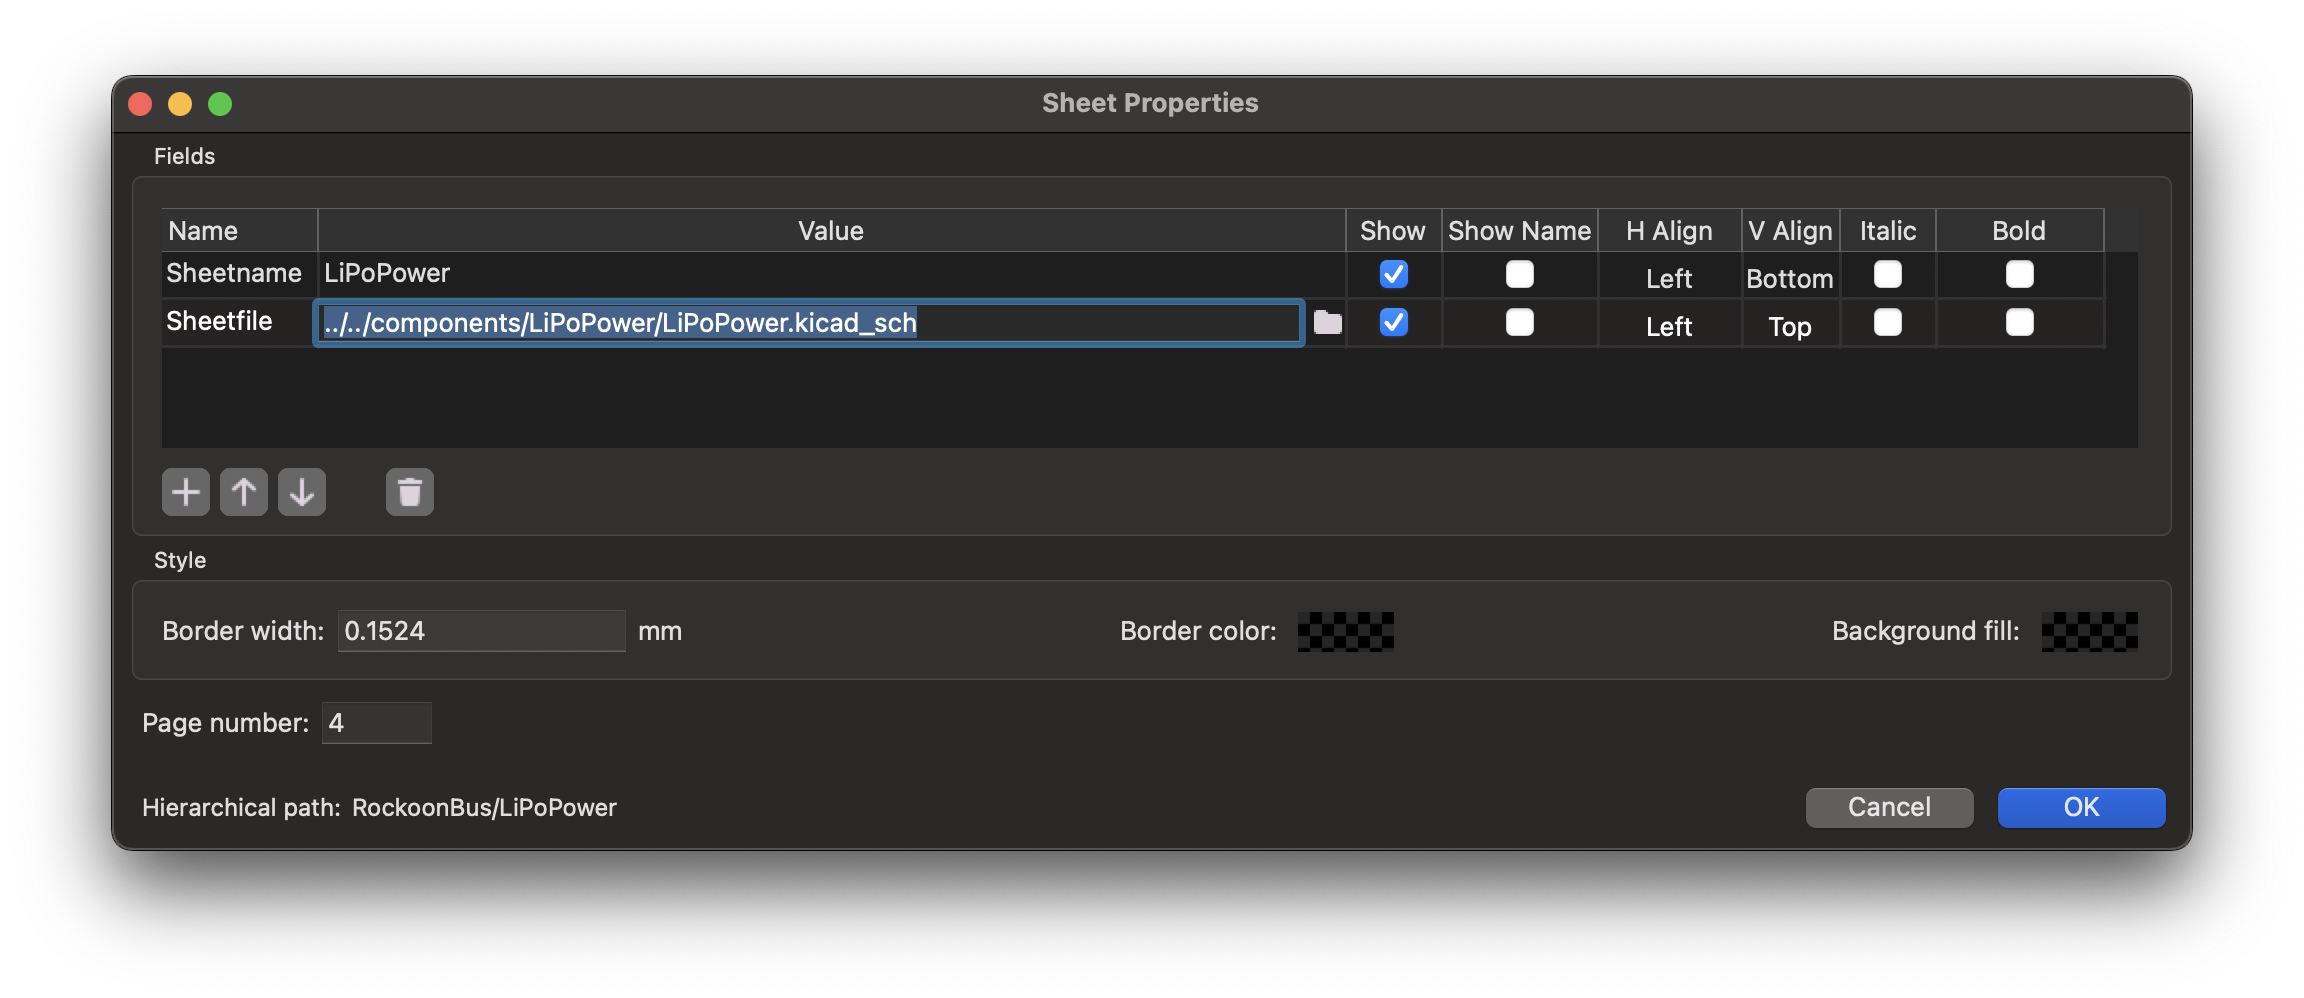 Sheet Properties
Fields
Name Value Show Show Name H Align V Align Italic Bold
Sheetname LiPoPower Left Bottom
Sheetfile ../../components/LiPoPower/LiPoPower.kicad_sch Left Top
Style
Border width: 0.1524 mm Border color: Background fill:
Page number: 4
Hierarchical path: RockoonBus/LiPoPower Cancel OK